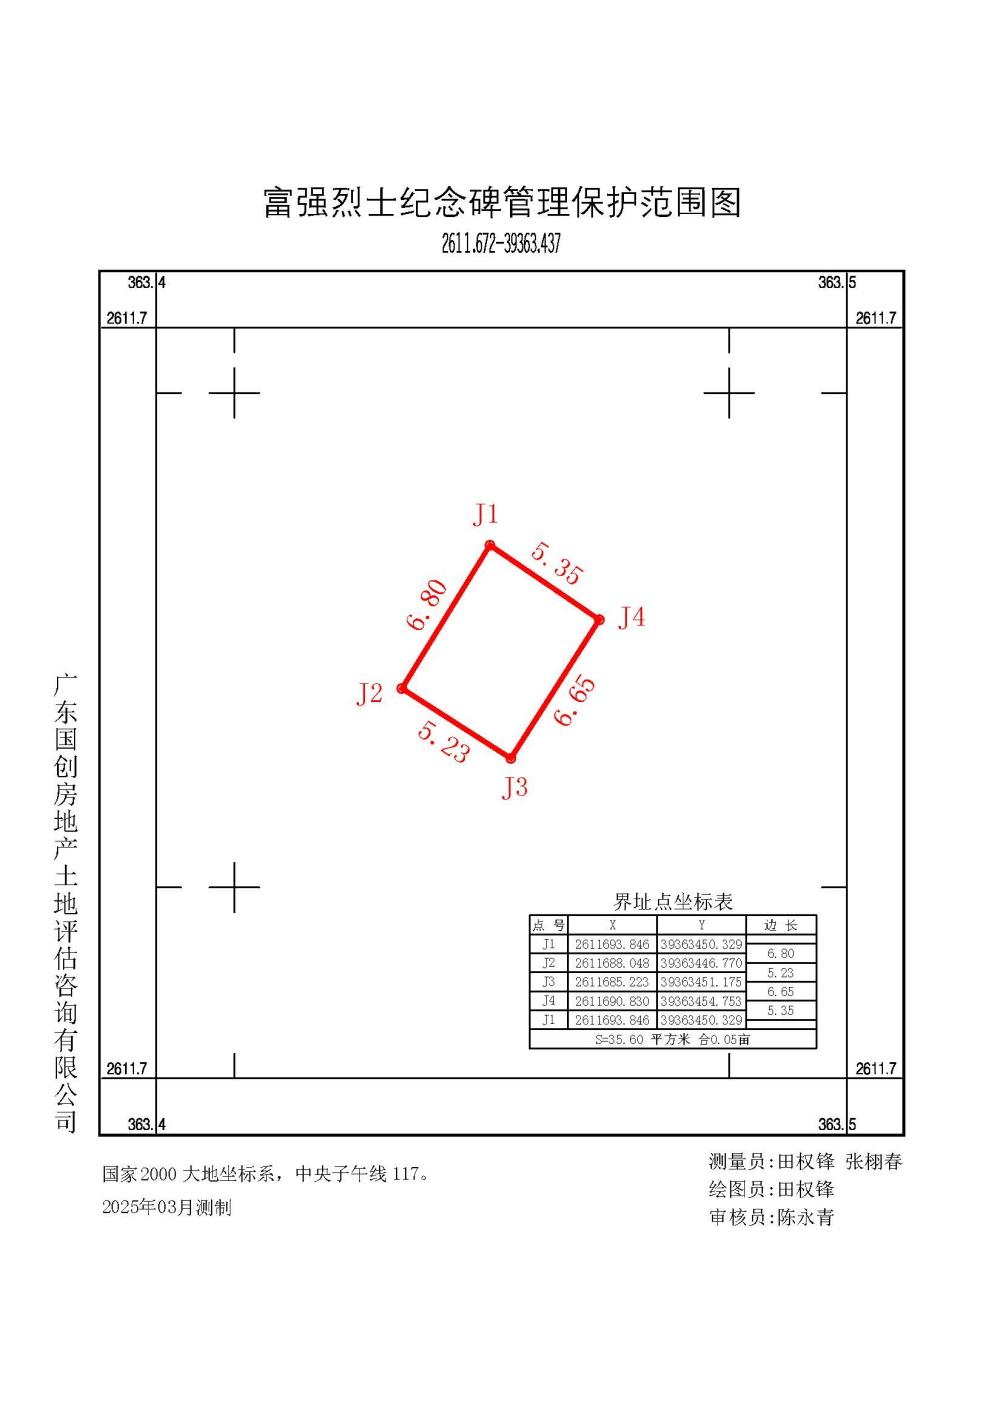 富强烈士纪念碑管理保护范围图
2611.672-39363.437
363.4
363.5
2611.7
2611.7
J1
5.35
6.80
J4
J2
6.65
5.23
J3
广东国创房地产土地评估咨询有限公司
界址点坐标表
点 号 X Y 边 长
J1 2611693.846 39363450.329
6.80
J2 2611688.048 39363446.770
5.23
J3 2611685.223 39363451.175
6.65
J4 2611690.830 39363454.753
5.35
J1 2611693.846 39363450.329
S=35.60 平方米 合0.05亩
2611.7
2611.7
363.4
363.5
国家2000 大地坐标系，中央子午线 117。
2025年03月测制
测量员:田权锋 张栩春
绘图员:田权锋
审核员:陈永青